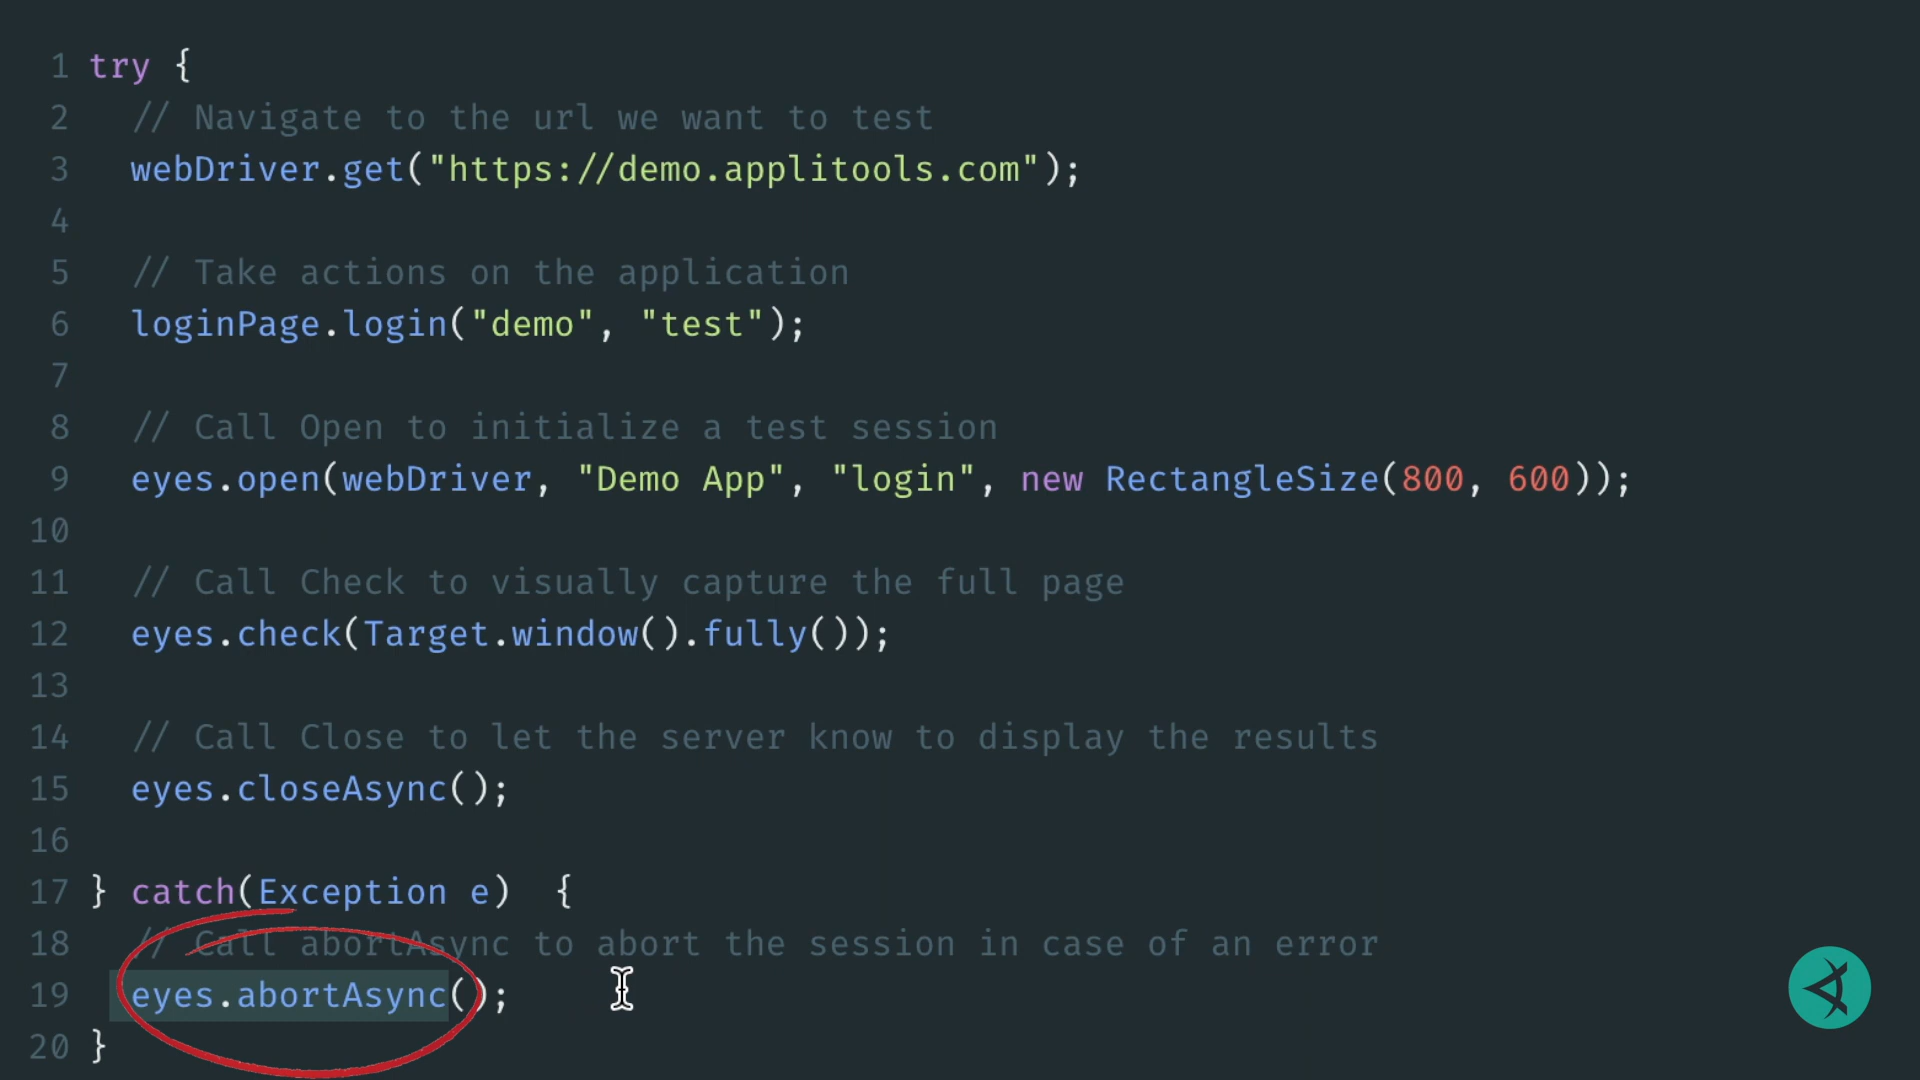 1 try {
2 // Navigate to the url we want to test
3 webDriver.get("https://demo.applitools.com");
4
5 // Take actions on the application
6 loginPage.login("demo", "test");
7
8 // Call Open to initialize a test session
9 eyes.open(webDriver, "Demo App", "login", new RectangleSize(800, 600));
10
11 // Call Check to visually capture the full page
12 eyes.check(Target.window().fully());
13
14 // Call Close to let the server know to display the results
15 eyes.closeAsync();
16
17 } catch(Exception e)  {
18 // Call abortAsync to abort the session in case of an error
19 eyes.abortAsync();
20 }